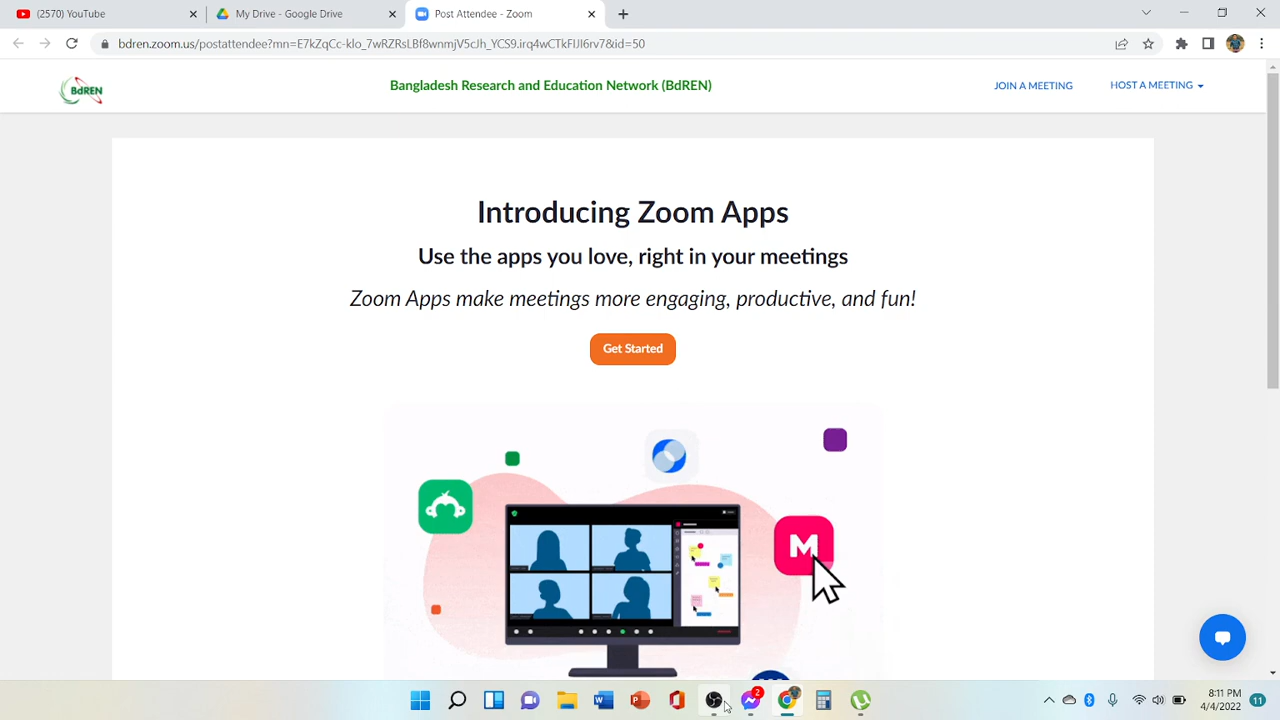 (2570) YouTube
My Drive - Google Drive
Post Attendee - Zoom
bdren.zoom.us/postattendee?mn=E7kZqCc-klo_7wRZRsLBf8wnmjV5cJh_YCS9.irq4wCTkFIJI6rv7&id=50
BdREN
Bangladesh Research and Education Network (BdREN)
JOIN A MEETING
HOST A MEETING
Introducing Zoom Apps
Use the apps you love, right in your meetings
Zoom Apps make meetings more engaging, productive, and fun!
Get Started
M
2
8:11 PM
4/4/2022
11